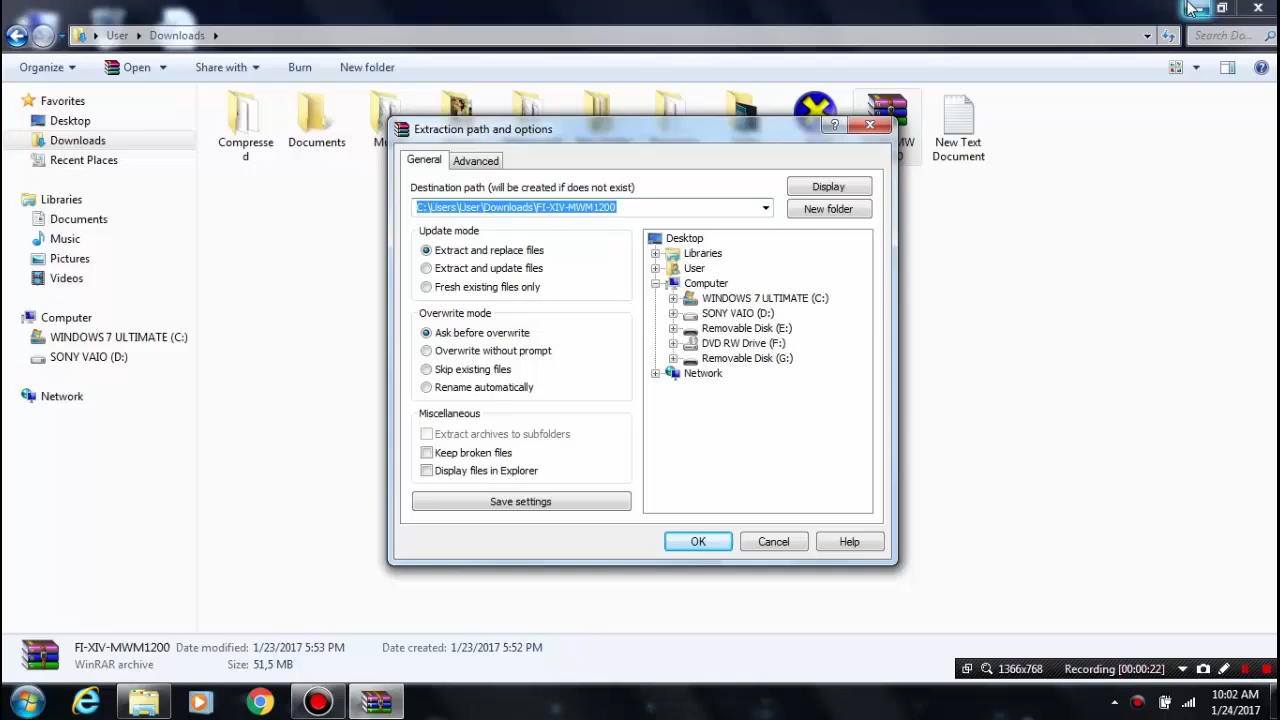 User Downloads
Search Do...
Organize Open Share with Burn New folder
Favorites
Desktop
Downloads
Recent Places
Libraries
Documents
Music
Pictures
Videos
Computer
WINDOWS 7 ULTIMATE (C:)
SONY VAIO (D:)
Network
Compresse
d
Documents
New Text
Document
Extraction path and options
General Advanced
Destination path (will be created if does not exist)
Display
C:\Users\User\Downloads\FI-XIV-MWM1200
New folder
Update mode
Extract and replace files
Extract and update files
Fresh existing files only
Overwrite mode
Ask before overwrite
Overwrite without prompt
Skip existing files
Rename automatically
Miscellaneous
Extract archives to subfolders
Keep broken files
Display files in Explorer
Save settings
Desktop
Libraries
User
Computer
WINDOWS 7 ULTIMATE (C:)
SONY VAIO (D:)
Removable Disk (E:)
DVD RW Drive (F:)
Removable Disk (G:)
Network
OK Cancel Help
FI-XIV-MWM1200 Date modified: 1/23/2017 5:53 PM Date created: 1/23/2017 5:52 PM
WinRAR archive Size: 51,5 MB
1366x768 Recording [00:00:22]
10:02 AM
1/24/2017